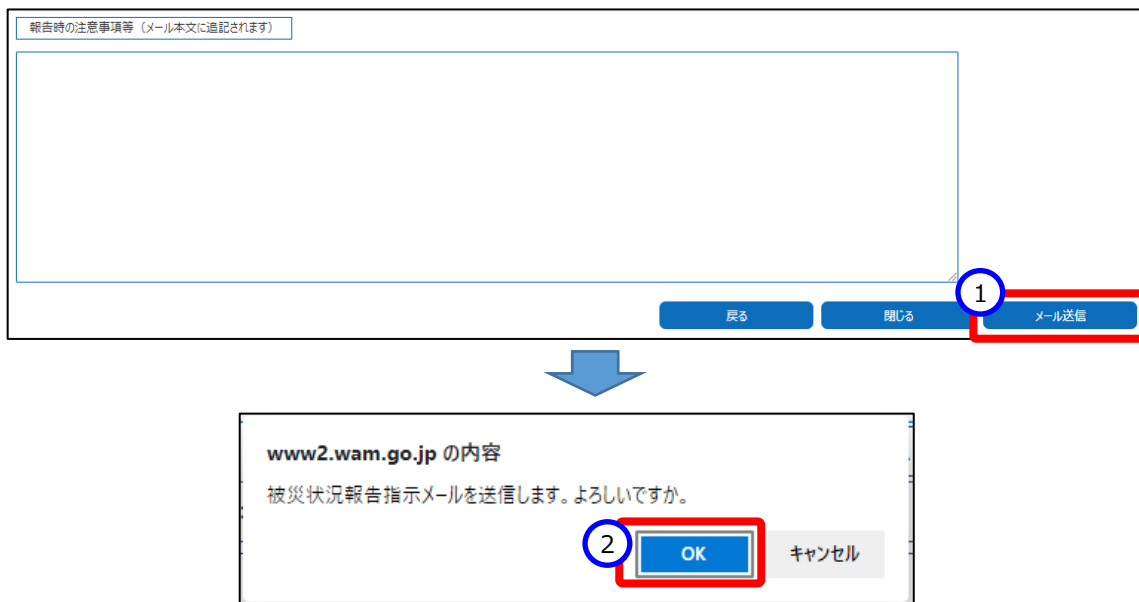 報告時の注意事項等（メール本文に追記されます）
1
戻る
閉じる
メール送信
www2.wam.go.jp の内容
被災状況報告指示メールを送信します。よろしいですか。
2
OK
キャンセル